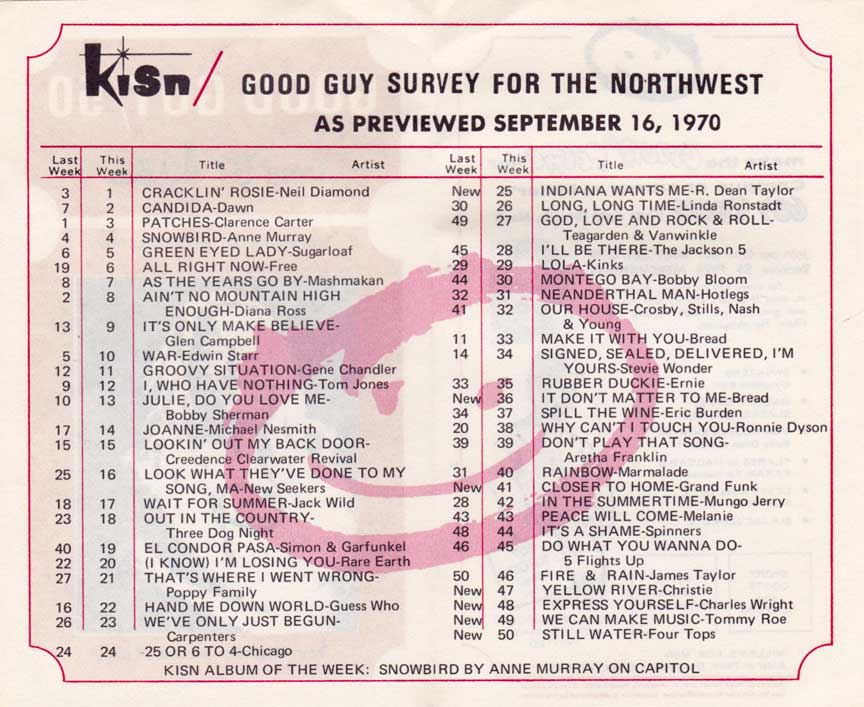 KiSn/ GOOD GUY SURVEY FOR THE NORTHWEST
AS PREVIEWED SEPTEMBER 16, 1970
Last Week This Week Title Artist
3 1 CRACKLIN' ROSIE-Neil Diamond
7 2 CANDIDA-Dawn
1 3 PATCHES-Clarence Carter
4 4 SNOWBIRD-Anne Murray
6 5 GREEN EYED LADY-Sugarloaf
19 6 ALL RIGHT NOW-Free
8 7 AS THE YEARS GO BY-Mashmakan
2 8 AIN'T NO MOUNTAIN HIGH
ENOUGH-Diana Ross
13 9 IT'S ONLY MAKE BELIEVE-
Glen Campbell
5 10 WAR-Edwin Starr
12 11 GROOVY SITUATION-Gene Chandler
9 12 I, WHO HAVE NOTHING-Tom Jones
10 13 JULIE, DO YOU LOVE ME-
Bobby Sherman
17 14 JOANNE-Michael Nesmith
15 15 LOOKIN' OUT MY BACK DOOR-
Creedence Clearwater Revival
25 16 LOOK WHAT THEY'VE DONE TO MY
SONG, MA-New Seekers
18 17 WAIT FOR SUMMER-Jack Wild
23 18 OUT IN THE COUNTRY-
Three Dog Night
40 19 EL CONDOR PASA-Simon & Garfunkel
22 20 (I KNOW) I'M LOSING YOU-Rare Earth
27 21 THAT'S WHERE I WENT WRONG-
Poppy Family
16 22 HAND ME DOWN WORLD-Guess Who
26 23 WE'VE ONLY JUST BEGUN-
Carpenters
24 24 -25 OR 6 TO 4-Chicago
Last Week This Week Title Artist
New 25 INDIANA WANTS ME-R. Dean Taylor
30 26 LONG, LONG TIME-Linda Ronstadt
49 27 GOD, LOVE AND ROCK & ROLL-
Teagarden & Vanwinkle
45 28 I'LL BE THERE-The Jackson 5
-29 29 LOLA-Kinks
44 30 MONTEGO BAY-Bobby Bloom
32 31 NEANDERTHAL MAN-Hotlegs
41 32 OUR HOUSE-Crosby, Stills, Nash
& Young
11 33 MAKE IT WITH YOU-Bread
14 34 SIGNED, SEALED, DELIVERED, I'M
YOURS-Stevie Wonder
33 35 RUBBER DUCKIE-Ernie
New 36 IT DON'T MATTER TO ME-Bread
34 37 SPILL THE WINE-Eric Burden
20 38 WHY CAN'T I TOUCH YOU-Ronnie Dyson
39 39 DON'T PLAY THAT SONG-
Aretha Franklin
31 40 RAINBOW-Marmalade
New 41 CLOSER TO HOME-Grand Funk
28 42 IN THE SUMMERTIME-Mungo Jerry
43 43 PEACE WILL COME-Melanie
48 44 IT'S A SHAME-Spinners
46 45 DO WHAT YOU WANNA DO-
5 Flights Up
50 46 FIRE & RAIN-James Taylor
New 47 YELLOW RIVER-Christie
New 48 EXPRESS YOURSELF-Charles Wright
New 49 WE CAN MAKE MUSIC-Tommy Roe
New 50 STILL WATER-Four Tops
KISN ALBUM OF THE WEEK: SNOWBIRD BY ANNE MURRAY ON CAPITOL